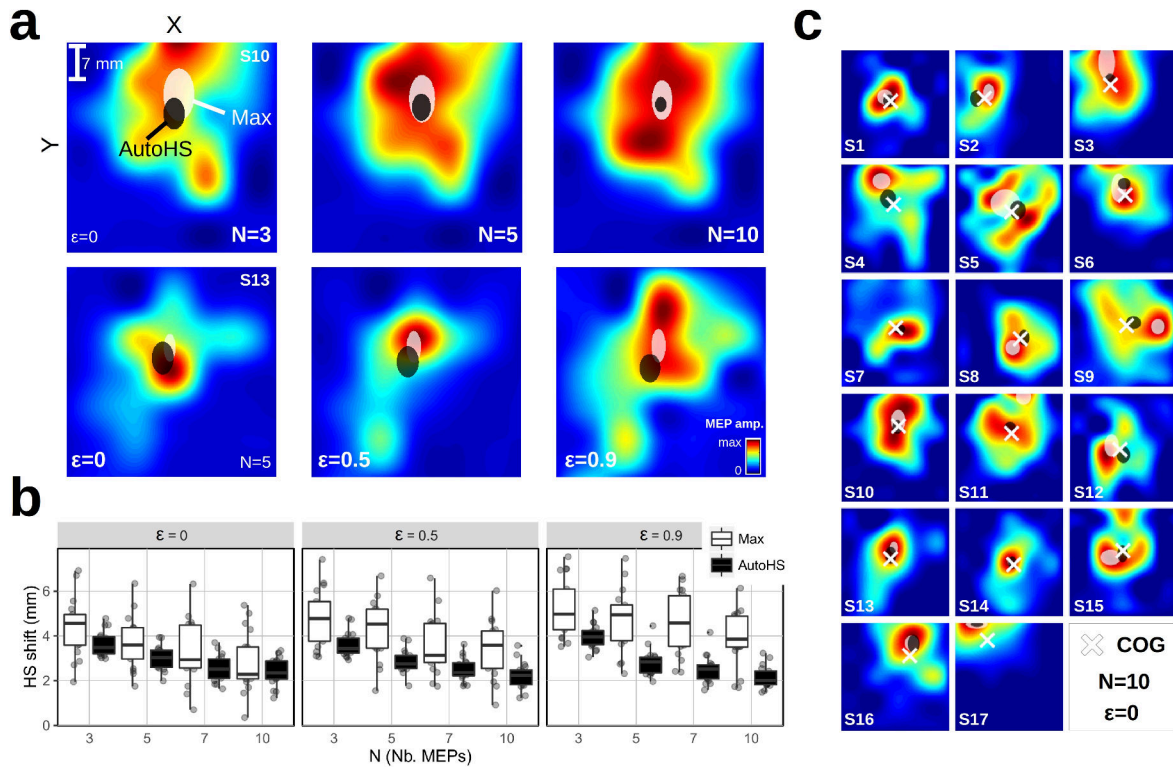 a
X
Y
7 mm
S10
Max
AutoHS
ε=0
N=3
N=5
N=10
S13
ε=0
N=5
ε=0.5
ε=0.9
MEP amp.
max
0
b
ε = 0
ε = 0.5
ε = 0.9
Max
AutoHS
HS shift (mm)
6
4
2
0
3
5
7
10
3
5
7
10
3
5
7
10
N (Nb. MEPs)
c
S1
S2
S3
S4
S5
S6
S7
S8
S9
S10
S11
S12
S13
S14
S15
S16
S17
COG
N=10
ε=0